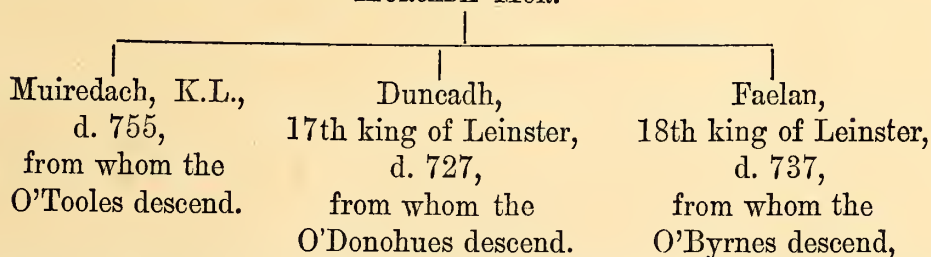 Muiredach, K.L.,
d. 755,
from whom the
O'Tooles descend.
Duncadh,
17th king of Leinster,
d. 727,
from whom the
O'Donohues descend.
Faelan,
18th king of Leinster,
d. 737,
from whom the
O'Byrnes descend,